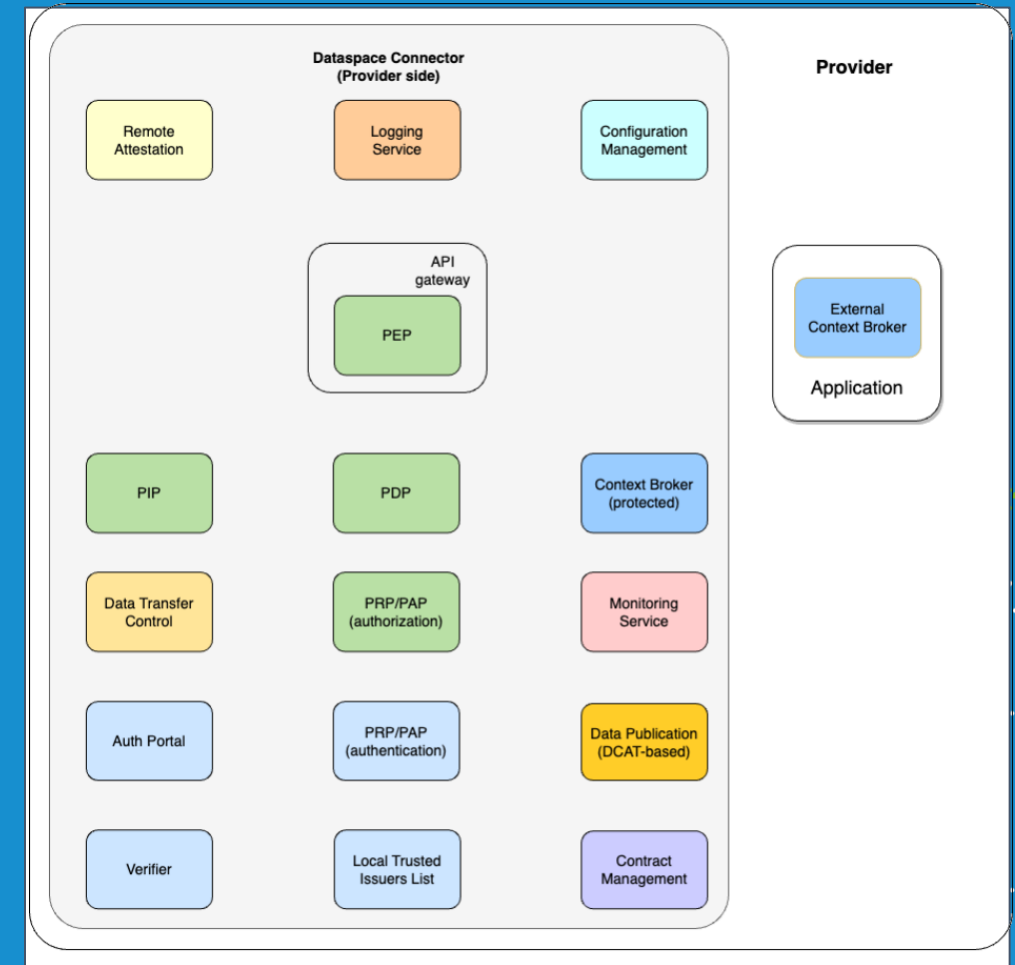 Dataspace Connector
(Provider side)
Provider
Remote
Attestation
Logging
Service
Configuration
Management
API
gateway
PEP
External
Context Broker
Application
PIP
PDP
Context Broker
(protected)
Data Transfer
Control
PRP/PAP
(authorization)
Monitoring
Service
Auth Portal
PRP/PAP
(authentication)
Data Publication
(DCAT-based)
Verifier
Local Trusted
Issuers List
Contract
Management